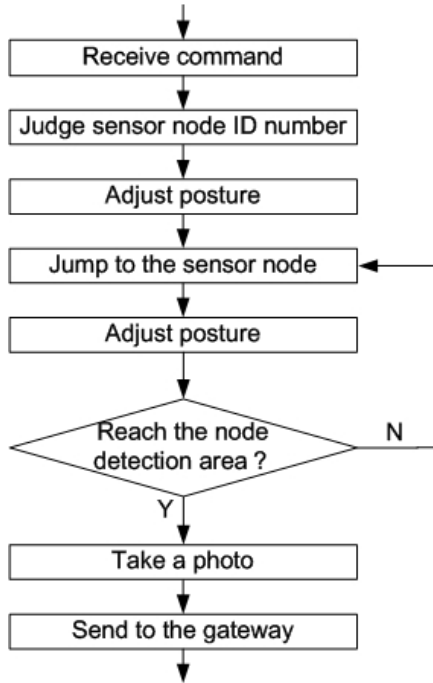 Receive command
Judge sensor node ID number
Adjust posture
Jump to the sensor node
Adjust posture
Reach the node
detection area ?
N
Y
Take a photo
Send to the gateway